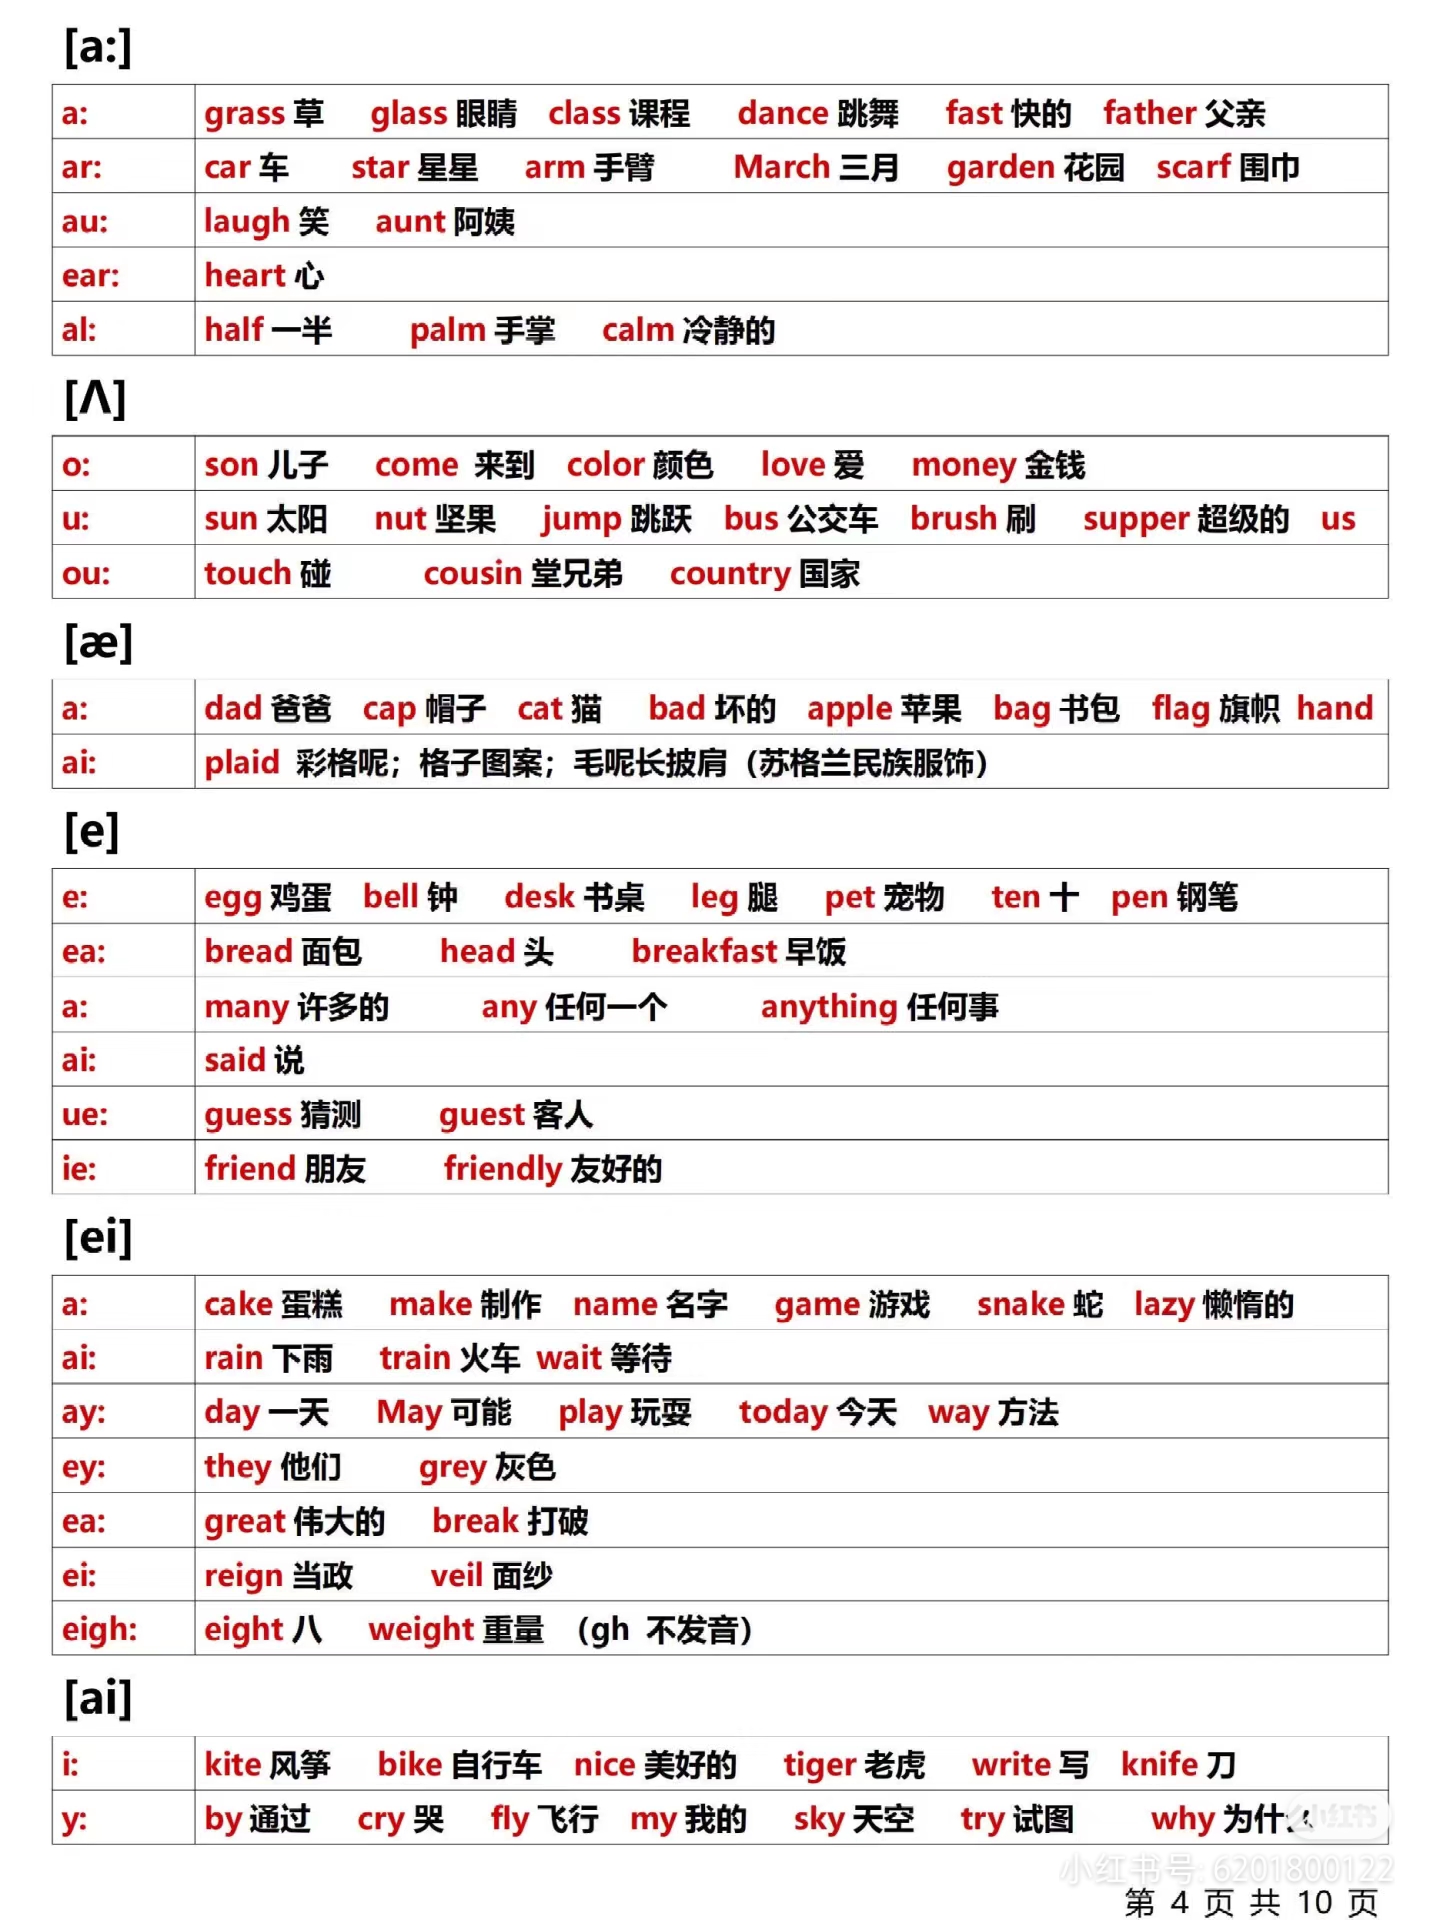 [a:]
a: grass 草 glass 眼睛 class 课程 dance 跳舞 fast 快的 father 父亲
ar: car 车 star 星星 arm 手臂 March 三月 garden 花园 scarf 围巾
au: laugh 笑 aunt 阿姨
ear: heart 心
al: half 一半 palm 手掌 calm 冷静的
[Λ]
o: son 儿子 come 来到 color 颜色 love 爱 money 金钱
u: sun 太阳 nut 坚果 jump 跳跃 bus 公交车 brush 刷 supper 超级的 us
ou: touch 碰 cousin 堂兄弟 country 国家
[æ]
a: dad 爸爸 cap 帽子 cat 猫 bad 坏的 apple 苹果 bag 书包 flag 旗帜 hand
ai: plaid 彩格呢；格子图案；毛呢长披肩（苏格兰民族服饰）
[e]
e: egg 鸡蛋 bell 钟 desk 书桌 leg 腿 pet 宠物 ten 十 pen 钢笔
ea: bread 面包 head 头 breakfast 早饭
a: many 许多的 any 任何一个 anything 任何事
ai: said 说
ue: guess 猜测 guest 客人
ie: friend 朋友 friendly 友好的
[ei]
a: cake 蛋糕 make 制作 name 名字 game 游戏 snake 蛇 lazy 懒惰的
ai: rain 下雨 train 火车 wait 等待
ay: day 一天 May 可能 play 玩耍 today 今天 way 方法
ey: they 他们 grey 灰色
ea: great 伟大的 break 打破
ei: reign 当政 veil 面纱
eigh: eight 八 weight 重量 （gh 不发音）
[ai]
i: kite 风筝 bike 自行车 nice 美好的 tiger 老虎 write 写 knife 刀
y: by 通过 cry 哭 fly 飞行 my 我的 sky 天空 try 试图 why 为什么
小红书
小红书号: 6201800122
第 4 页 共 10 页